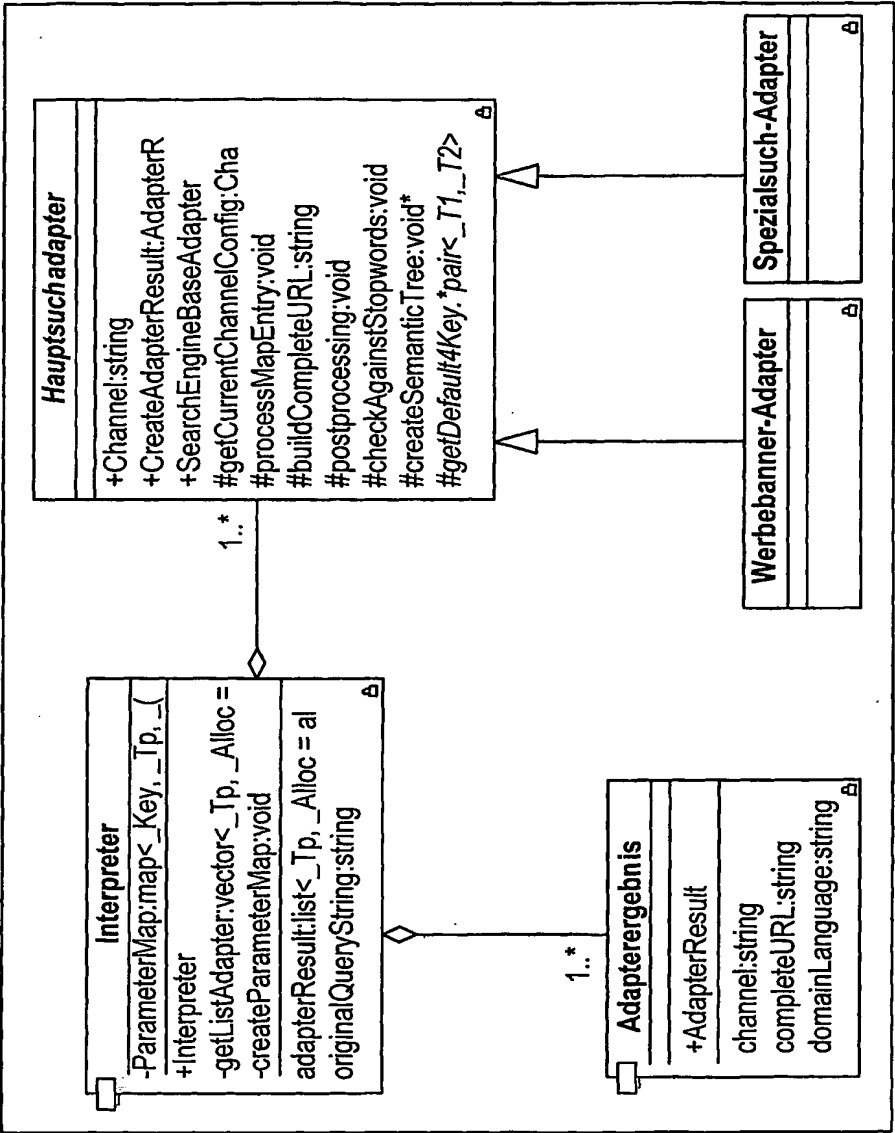 Interpreter
-ParameterMap:map<_Key, _Tp, _(
+Interpreter
-getListAdapter:vector<_Tp, _Alloc =
-createParameterMap:void
adapterResult:list<_Tp, _Alloc = al
originalQueryString:string
1..*
Hauptsuchadapter
+Channel:string
+CreateAdapterResult:AdapterR
+SearchEngineBaseAdapter
#getCurrentChannelConfig:Cha
#processMapEntry:void
#buildCompleteURL:string
#postprocessing:void
#checkAgainstStopwords:void
#createSemanticTree:void*
#getDefault4Key.*pair<_T1,_T2>
1..*
Adapterergebnis
+AdapterResult
channel:string
completeURL:string
domainLanguage:string
Werbebanner-Adapter
Spezialsuch-Adapter